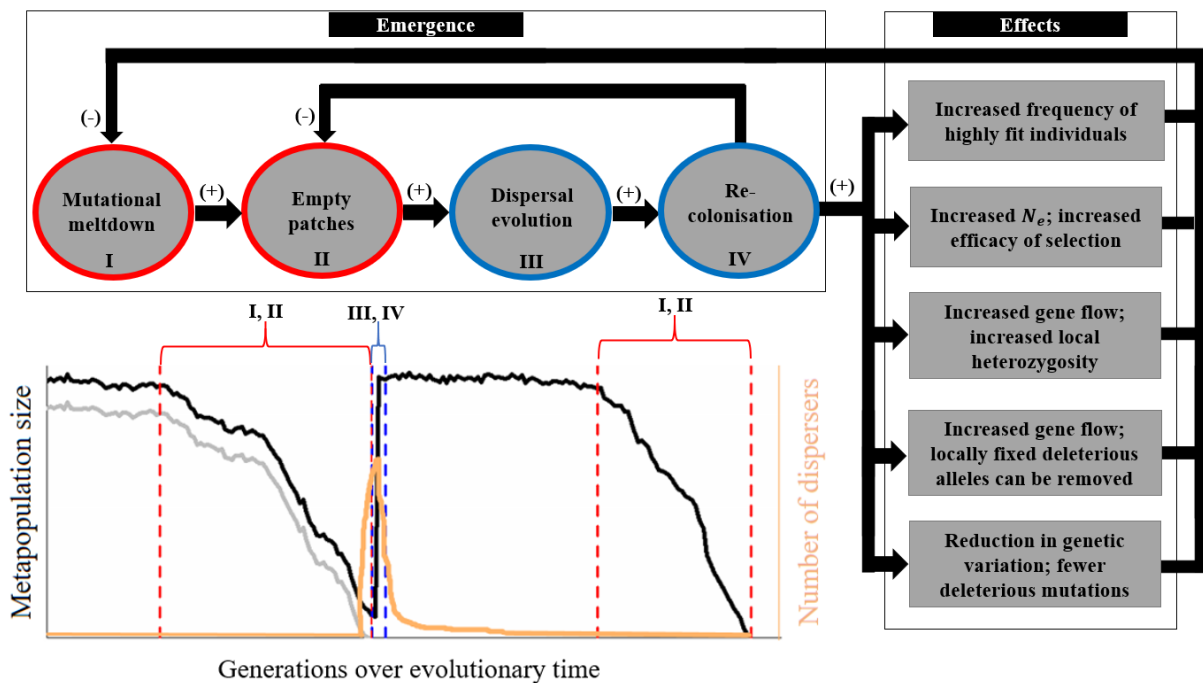 Emergence
Effects
(-)
(-)
Mutational
meltdown
I
(+)
Empty
patches
II
(+)
Dispersal
evolution
III
(+)
Re-
colonisation
IV
(+)
Increased frequency of
highly fit individuals
Increased Nₑ; increased
efficacy of selection
Increased gene flow;
increased local
heterozygosity
Increased gene flow;
locally fixed deleterious
alleles can be removed
Reduction in genetic
variation; fewer
deleterious mutations
I, II
III, IV
I, II
Metapopulation size
Number of dispersers
Generations over evolutionary time